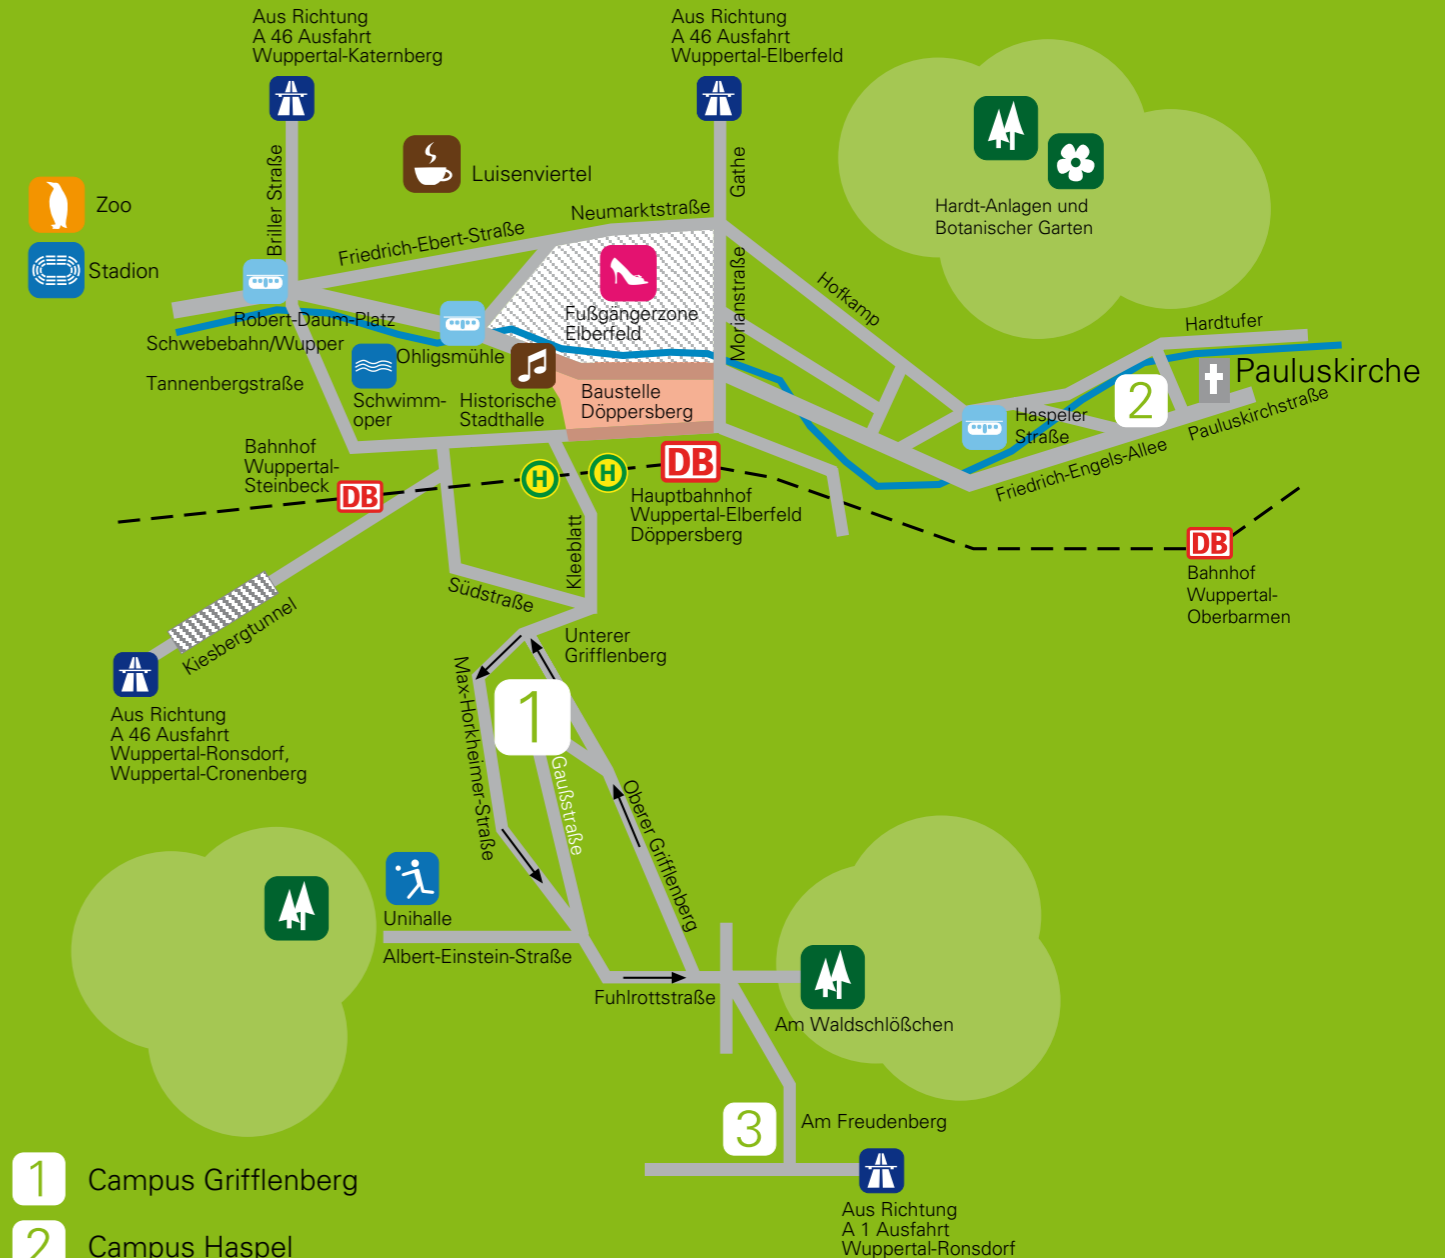 Aus Richtung
A 46 Ausfahrt
Wuppertal-Katernberg
Aus Richtung
A 46 Ausfahrt
Wuppertal-Elberfeld
Briller Straße
Luisenviertel
Gathe
Zoo
Stadion
Friedrich-Ebert-Straße
Neumarktstraße
Hardt-Anlagen und
Botanischer Garten
Fußgängerzone
Elberfeld
Morianstraße
Hofkamp
Robert-Daum-Platz
Schwebebahn/Wupper
Ohligsmühle
Hardtufer
Pauluskirche
Tannenbergstraße
Schwimm-
oper
Historische
Stadthalle
Baustelle
Döppersberg
2
Haspeler
Straße
Pauluskirchstraße
Friedrich-Engels-Allee
Bahnhof
Wuppertal-
Steinbeck
DB
H
H
DB
Hauptbahnhof
Wuppertal-Elberfeld
Döppersberg
DB
Bahnhof
Wuppertal-
Oberbarmen
Kleeblatt
Südstraße
Kiesbergtunnel
Unterer
Grifflenberg
Aus Richtung
A 46 Ausfahrt
Wuppertal-Ronsdorf,
Wuppertal-Cronenberg
Max-Horkheimer-Straße
1
Gaußstraße
Oberer Grifflenberg
Unihalle
Albert-Einstein-Straße
Fuhlrottstraße
Am Waldschlößchen
3
Am Freudenberg
Aus Richtung
A 1 Ausfahrt
Wuppertal-Ronsdorf
1 Campus Grifflenberg
2 Campus Haspel